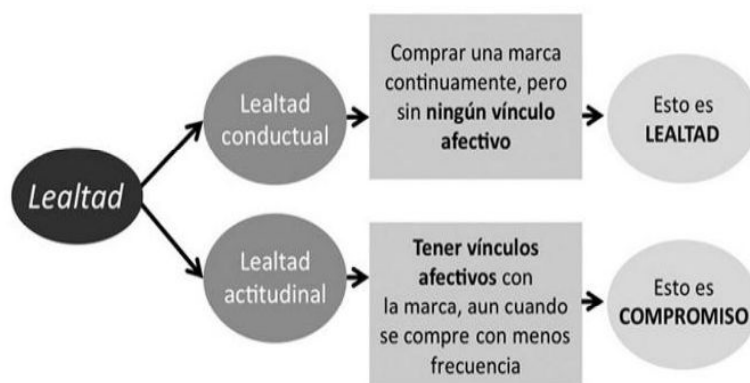 Lealtad
Lealtad
conductual
Comprar una marca
continuamente, pero
sin ningún vínculo
afectivo
Esto es
LEALTAD
Lealtad
actitudinal
Tener vínculos
afectivos con
la marca, aun cuando
se compre con menos
frecuencia
Esto es
COMPROMISO